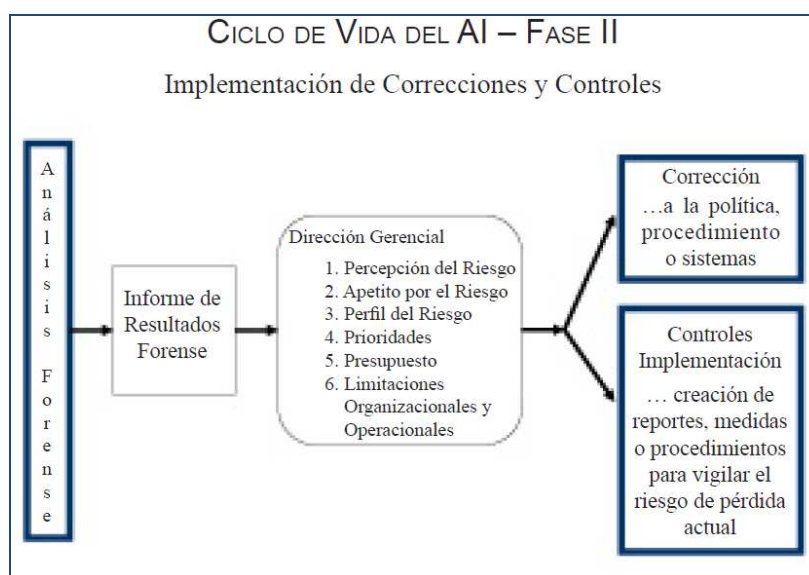 CICLO DE VIDA DEL AI – FASE II
Implementación de Correcciones y Controles
Análisis Forense
Informe de
Resultados
Forense
Dirección Gerencial
1. Percepción del Riesgo
2. Apetito por el Riesgo
3. Perfil del Riesgo
4. Prioridades
5. Presupuesto
6. Limitaciones
Organizacionales y
Operacionales
Corrección
…a la política,
procedimiento
o sistemas
Controles
Implementación
… creación de
reportes, medidas
o procedimientos
para vigilar el
riesgo de pérdida
actual